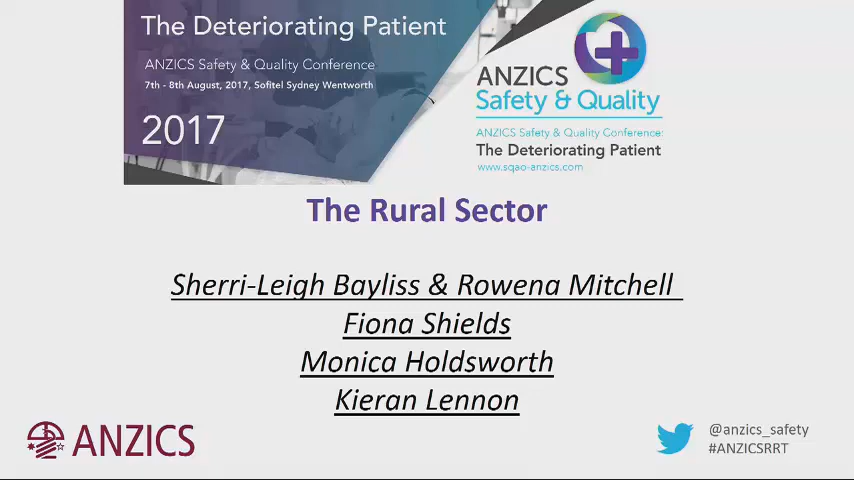 The Deteriorating Patient
ANZICS Safety & Quality Conference
7th - 8th August, 2017, Sofitel Sydney Wentworth
2017
ANZICS
Safety & Quality
ANZICS Safety & Quality Conference:
The Deteriorating Patient
www.sqao-anzics.com
The Rural Sector
Sherri-Leigh Bayliss & Rowena Mitchell
Fiona Shields
Monica Holdsworth
Kieran Lennon
ANZICS
@anzics_safety
#ANZICSRRT